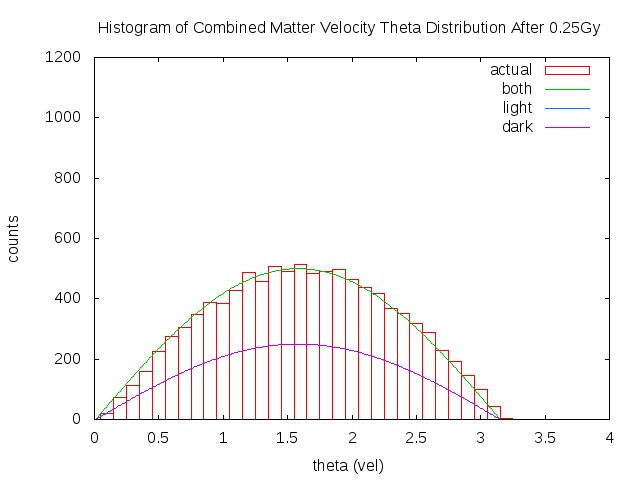 Histogram of Combined Matter Velocity Theta Distribution After 0.25Gy
1200
1000
800
600
400
200
0
counts
actual
both
light
dark
0 0.5 1 1.5 2 2.5 3 3.5 4
theta (vel)